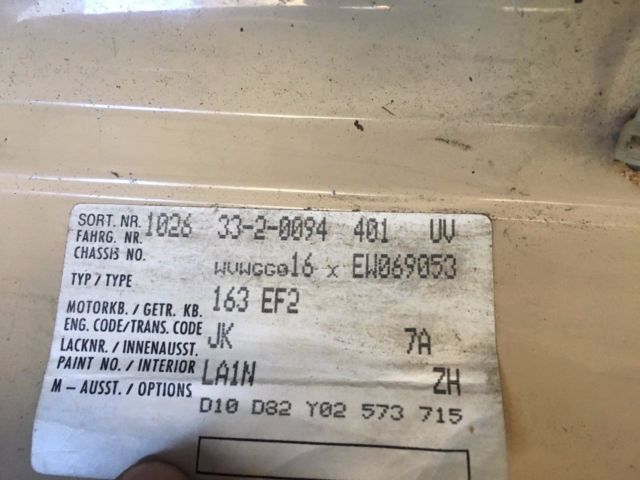 SORT. NR. 1026 33-2-0094 401 UV
FAHRG. NR.
CHASSIS NO. WVWGG016 x EW069053
TYP / TYPE 163 EF2
MOTORKB. / GETR. KB.
ENG. CODE/TRANS. CODE JK 7A
LACKNR. / INNENAUSST.
PAINT NO. / INTERIOR LA1N ZH
M – AUSST. / OPTIONS D10 D82 Y02 573 715